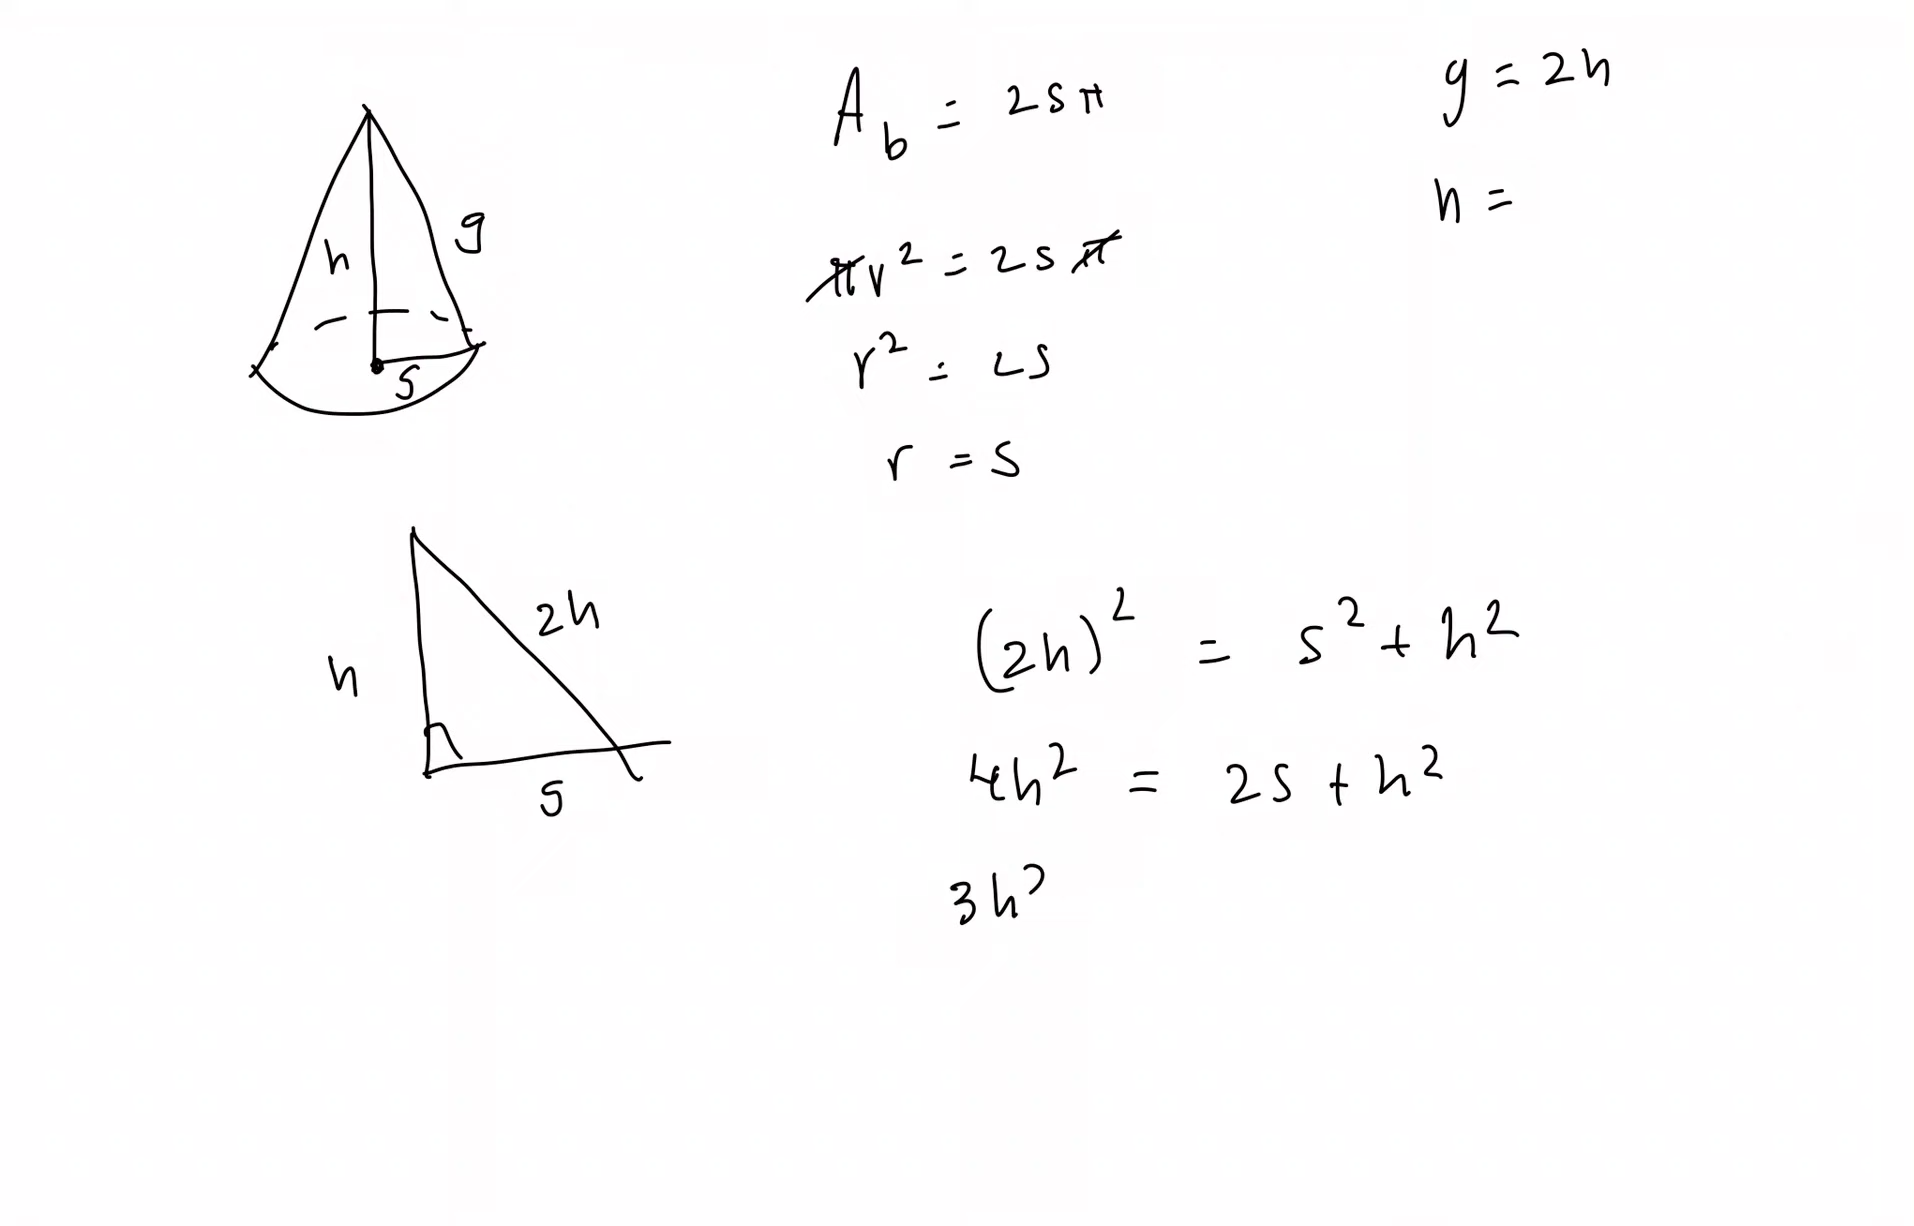 A_b = 25π
g = 2h
h =
πr² = 25π
r² = 25
r = 5
h
g
5
h
2h
5
(2h)² = 5² + h²
4h² = 25 + h²
3h²